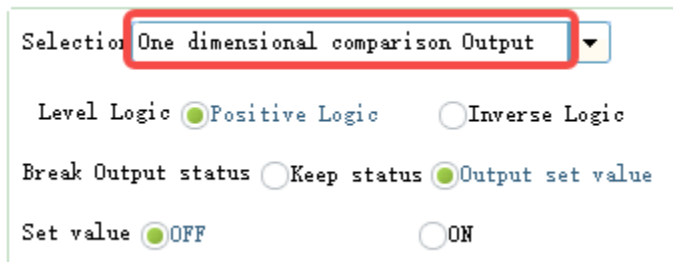 Selection One dimensional comparison Output
Level Logic Positive Logic Inverse Logic
Break Output status Keep status Output set value
Set value OFF ON